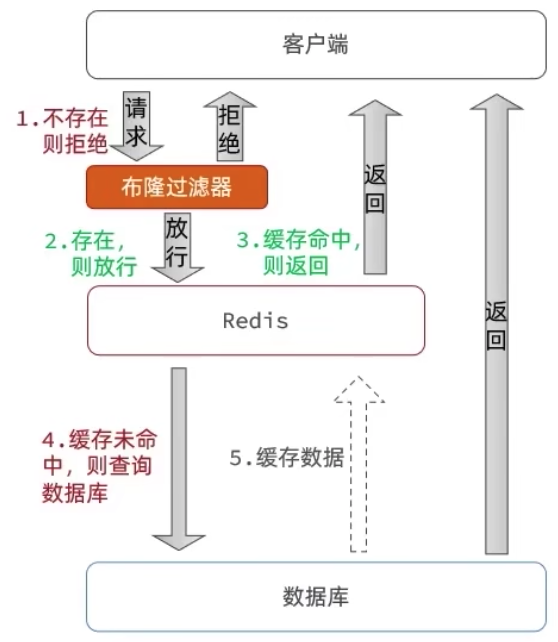 客户端
1.不存在
则拒绝
请求
拒绝
布隆过滤器
2.存在，
则放行
放行
3.缓存命中，
则返回
返回
Redis
返回
4.缓存未命
中，则查询
数据库
5.缓存数据
数据库